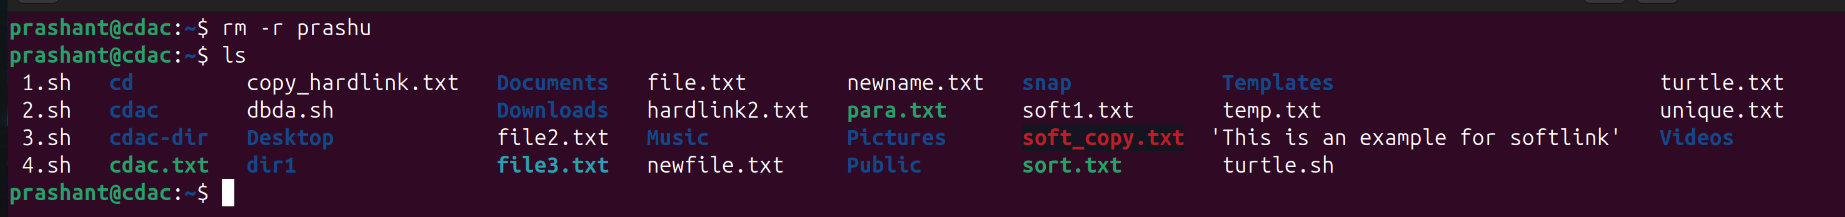 prashant@cdac:~$ rm -r prashu
prashant@cdac:~$ ls
1.sh cd copy_hardlink.txt Documents file.txt newname.txt snap Templates turtle.txt
2.sh cdac dbda.sh Downloads hardlink2.txt para.txt soft1.txt temp.txt unique.txt
3.sh cdac-dir Desktop file2.txt Music Pictures soft_copy.txt 'This is an example for softlink' Videos
4.sh cdac.txt dir1 file3.txt newfile.txt Public sort.txt turtle.sh
prashant@cdac:~$